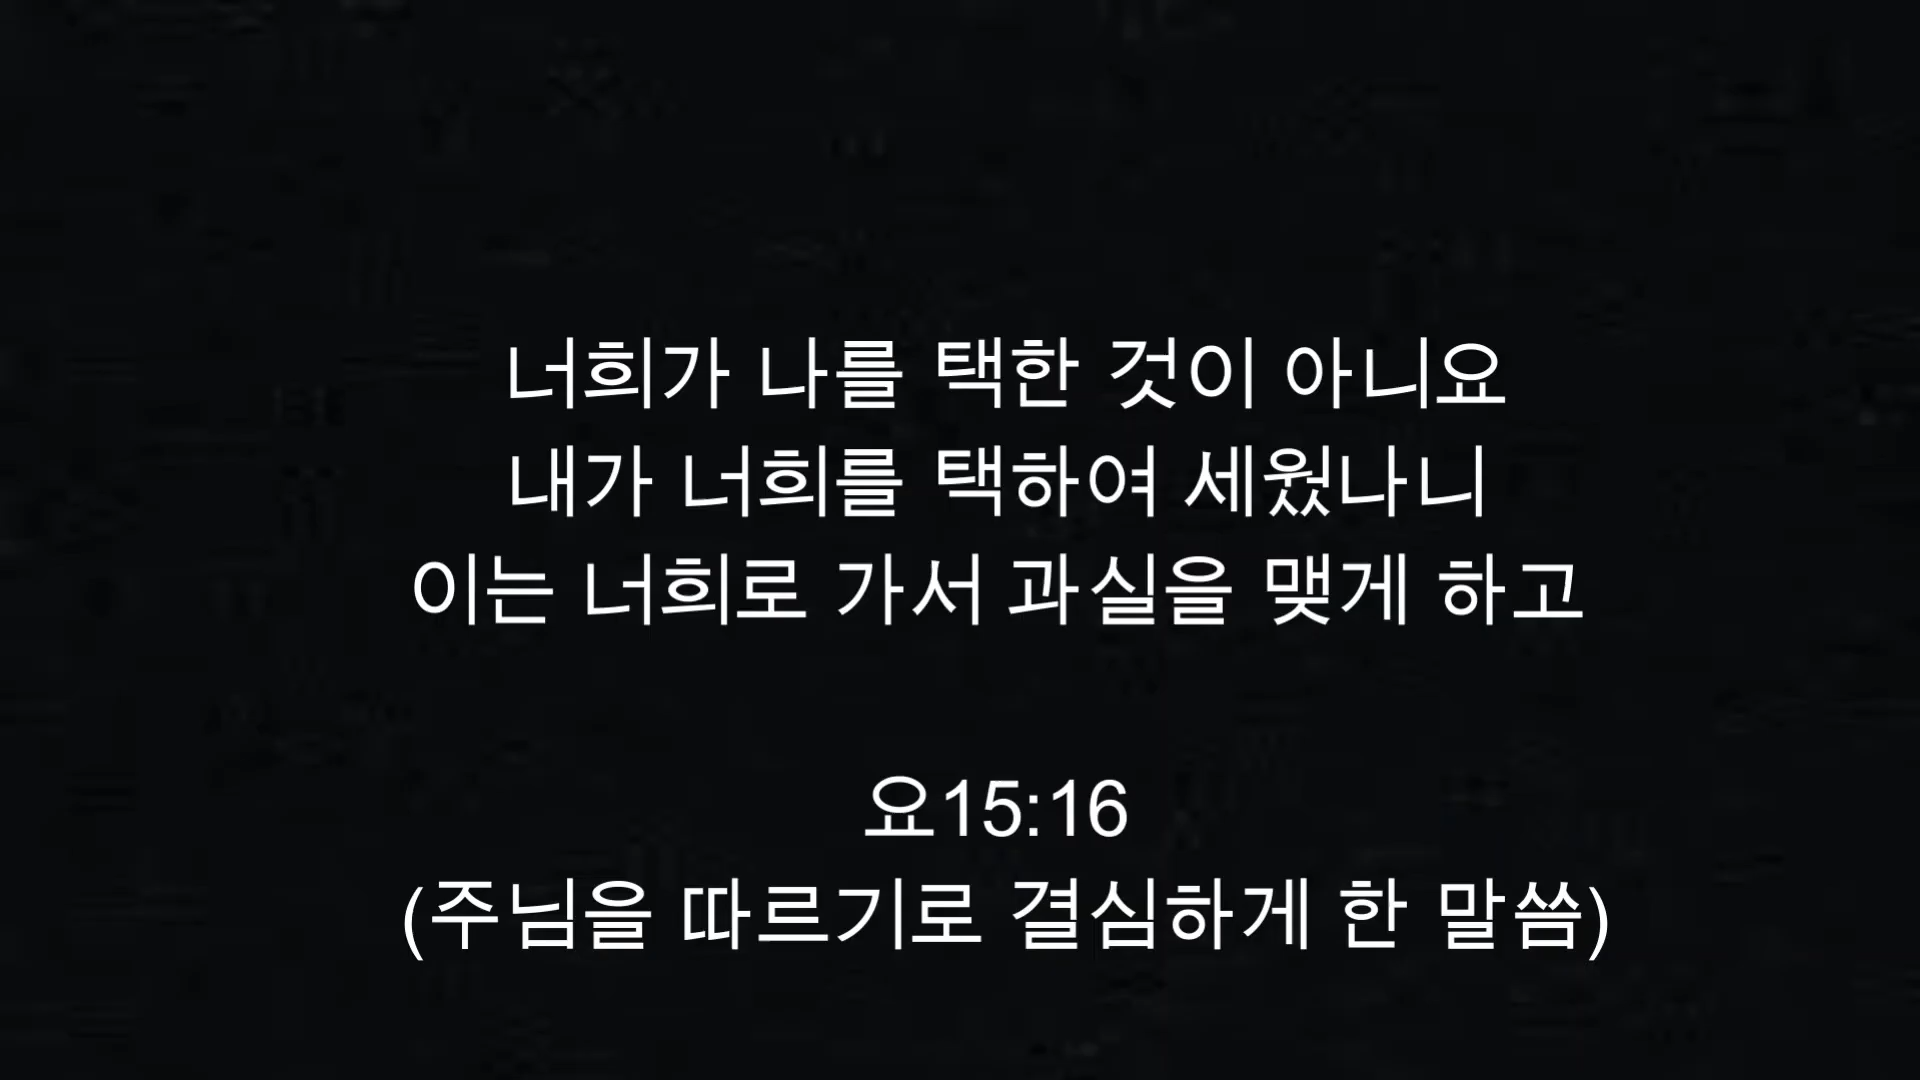 너희가 나를 택한 것이 아니요
내가 너희를 택하여 세웠나니
이는 너희로 가서 과실을 맺게 하고
요15:16
(주님을 따르기로 결심하게 한 말씀)